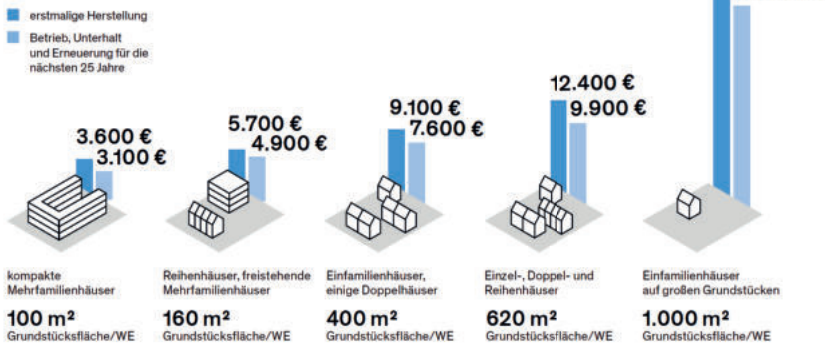 erstmalige Herstellung
Betrieb, Unterhalt
und Erneuerung für die
nächsten 25 Jahre
3.600 €
3.100 €
5.700 €
4.900 €
9.100 €
7.600 €
12.400 €
9.900 €
kompakte
Mehrfamilienhäuser
100 m²
Grundstücksfläche/WE
Reihenhäuser, freistehende
Mehrfamilienhäuser
160 m²
Grundstücksfläche/WE
Einfamilienhäuser,
einige Doppelhäuser
400 m²
Grundstücksfläche/WE
Einzel-, Doppel- und
Reihenhäuser
620 m²
Grundstücksfläche/WE
Einfamilienhäuser
auf großen Grundstücken
1.000 m²
Grundstücksfläche/WE